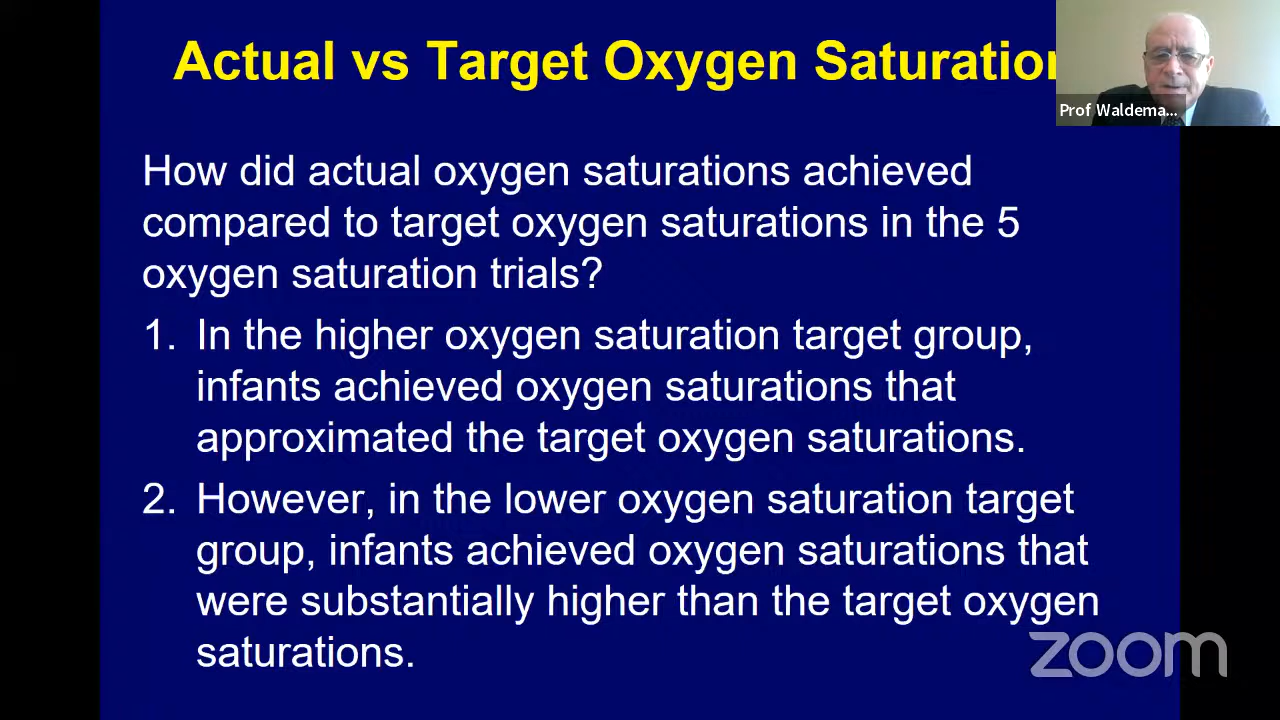 Actual vs Target Oxygen Saturation
Prof Waldema...
How did actual oxygen saturations achieved
compared to target oxygen saturations in the 5
oxygen saturation trials?
1. In the higher oxygen saturation target group,
infants achieved oxygen saturations that
approximated the target oxygen saturations.
2. However, in the lower oxygen saturation target
group, infants achieved oxygen saturations that
were substantially higher than the target oxygen
saturations.
zoom